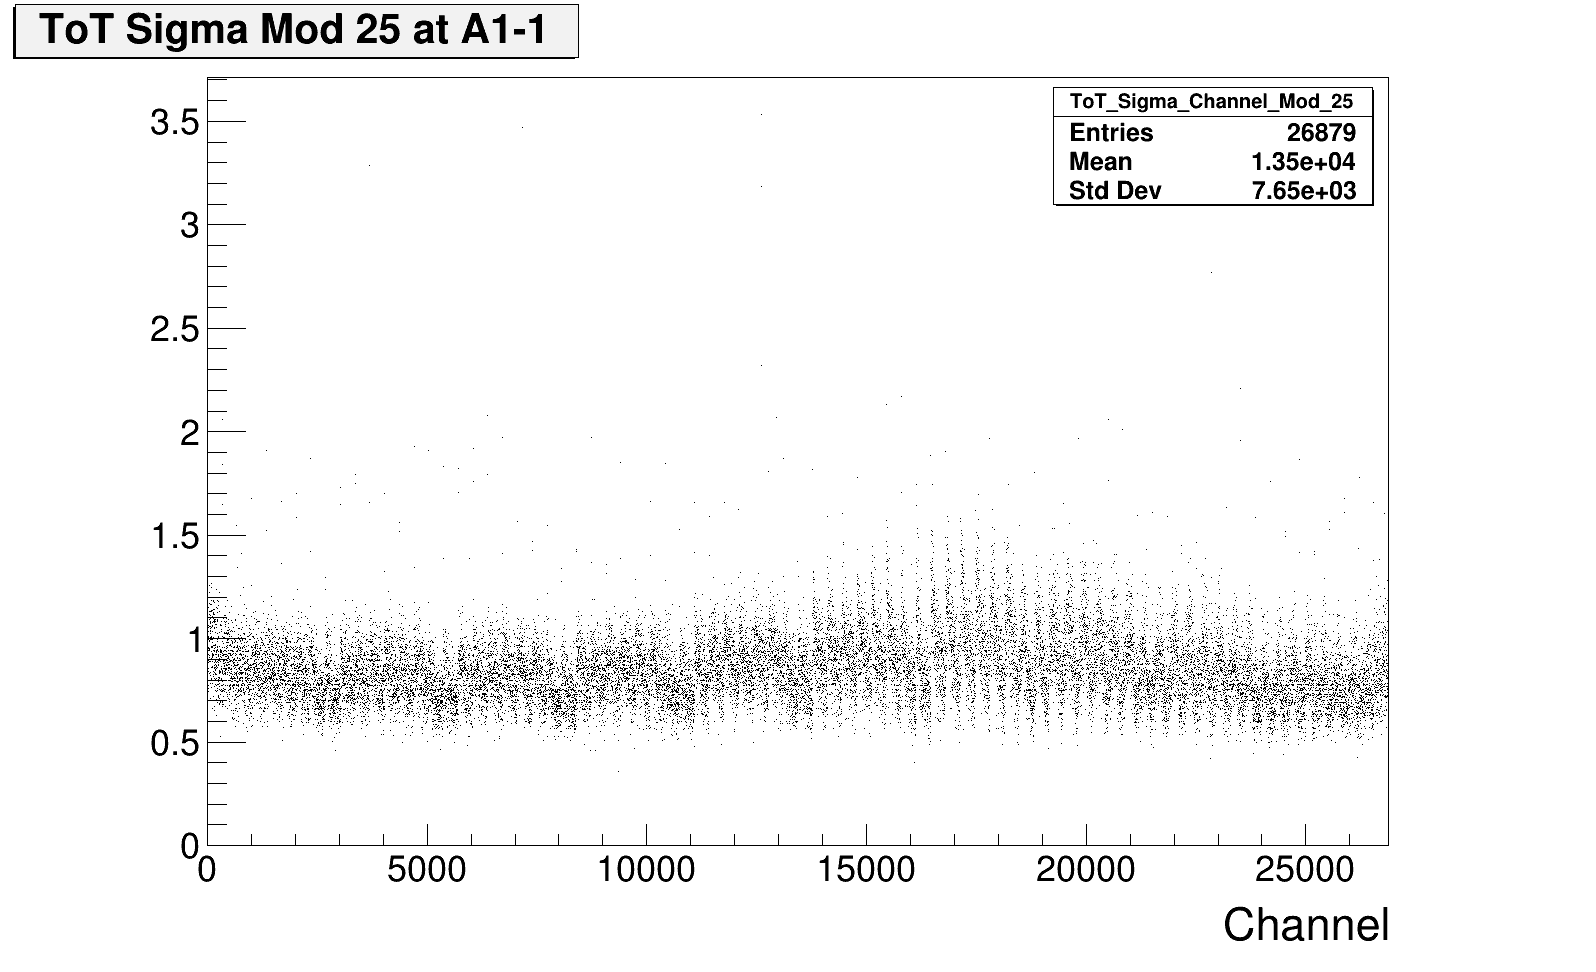 ToT Sigma Mod 25 at A1-1
ToT_Sigma_Channel_Mod_25
Entries 26879
Mean 1.35e+04
Std Dev 7.65e+03
3.5
3
2.5
2
1.5
1
0.5
0
0 5000 10000 15000 20000 25000
Channel